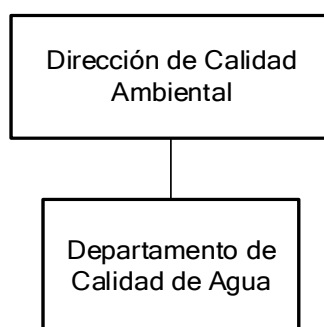 Dirección de Calidad
Ambiental
Departamento de
Calidad de Agua